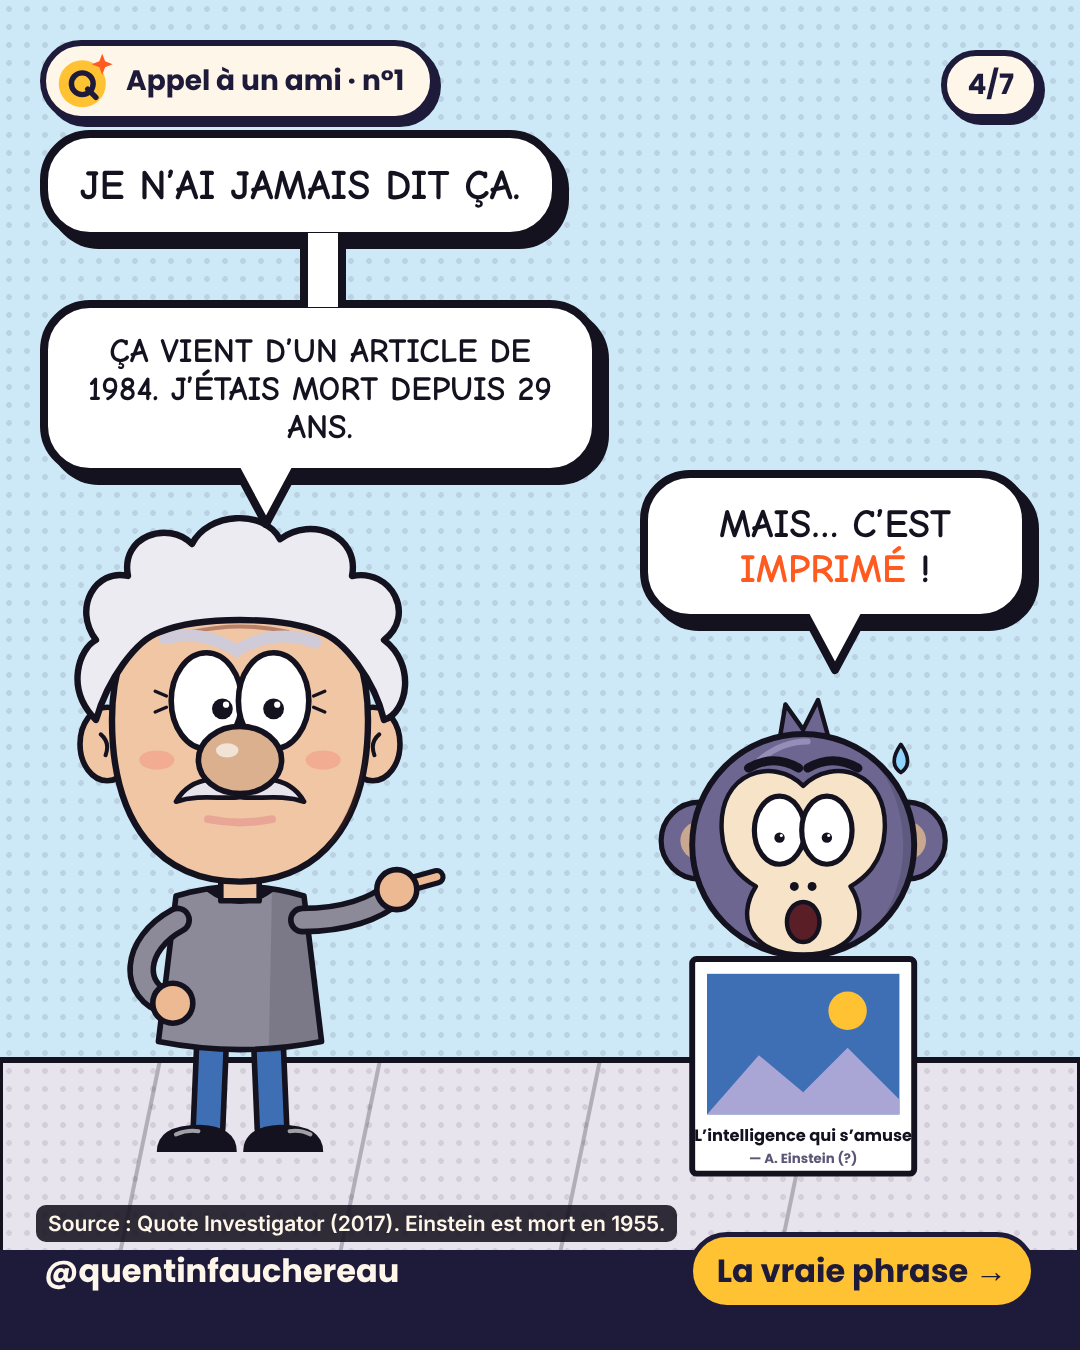 Q
Appel à un ami · nº1
4/7
JE N'AI JAMAIS DIT ÇA.
ÇA VIENT D'UN ARTICLE DE
1984. J'ÉTAIS MORT DEPUIS 29
ANS.
MAIS... C'EST
IMPRIMÉ !
L'intelligence qui s'amuse
— A. Einstein (?)
Source : Quote Investigator (2017). Einstein est mort en 1955.
@quentinfauchereau
La vraie phrase →